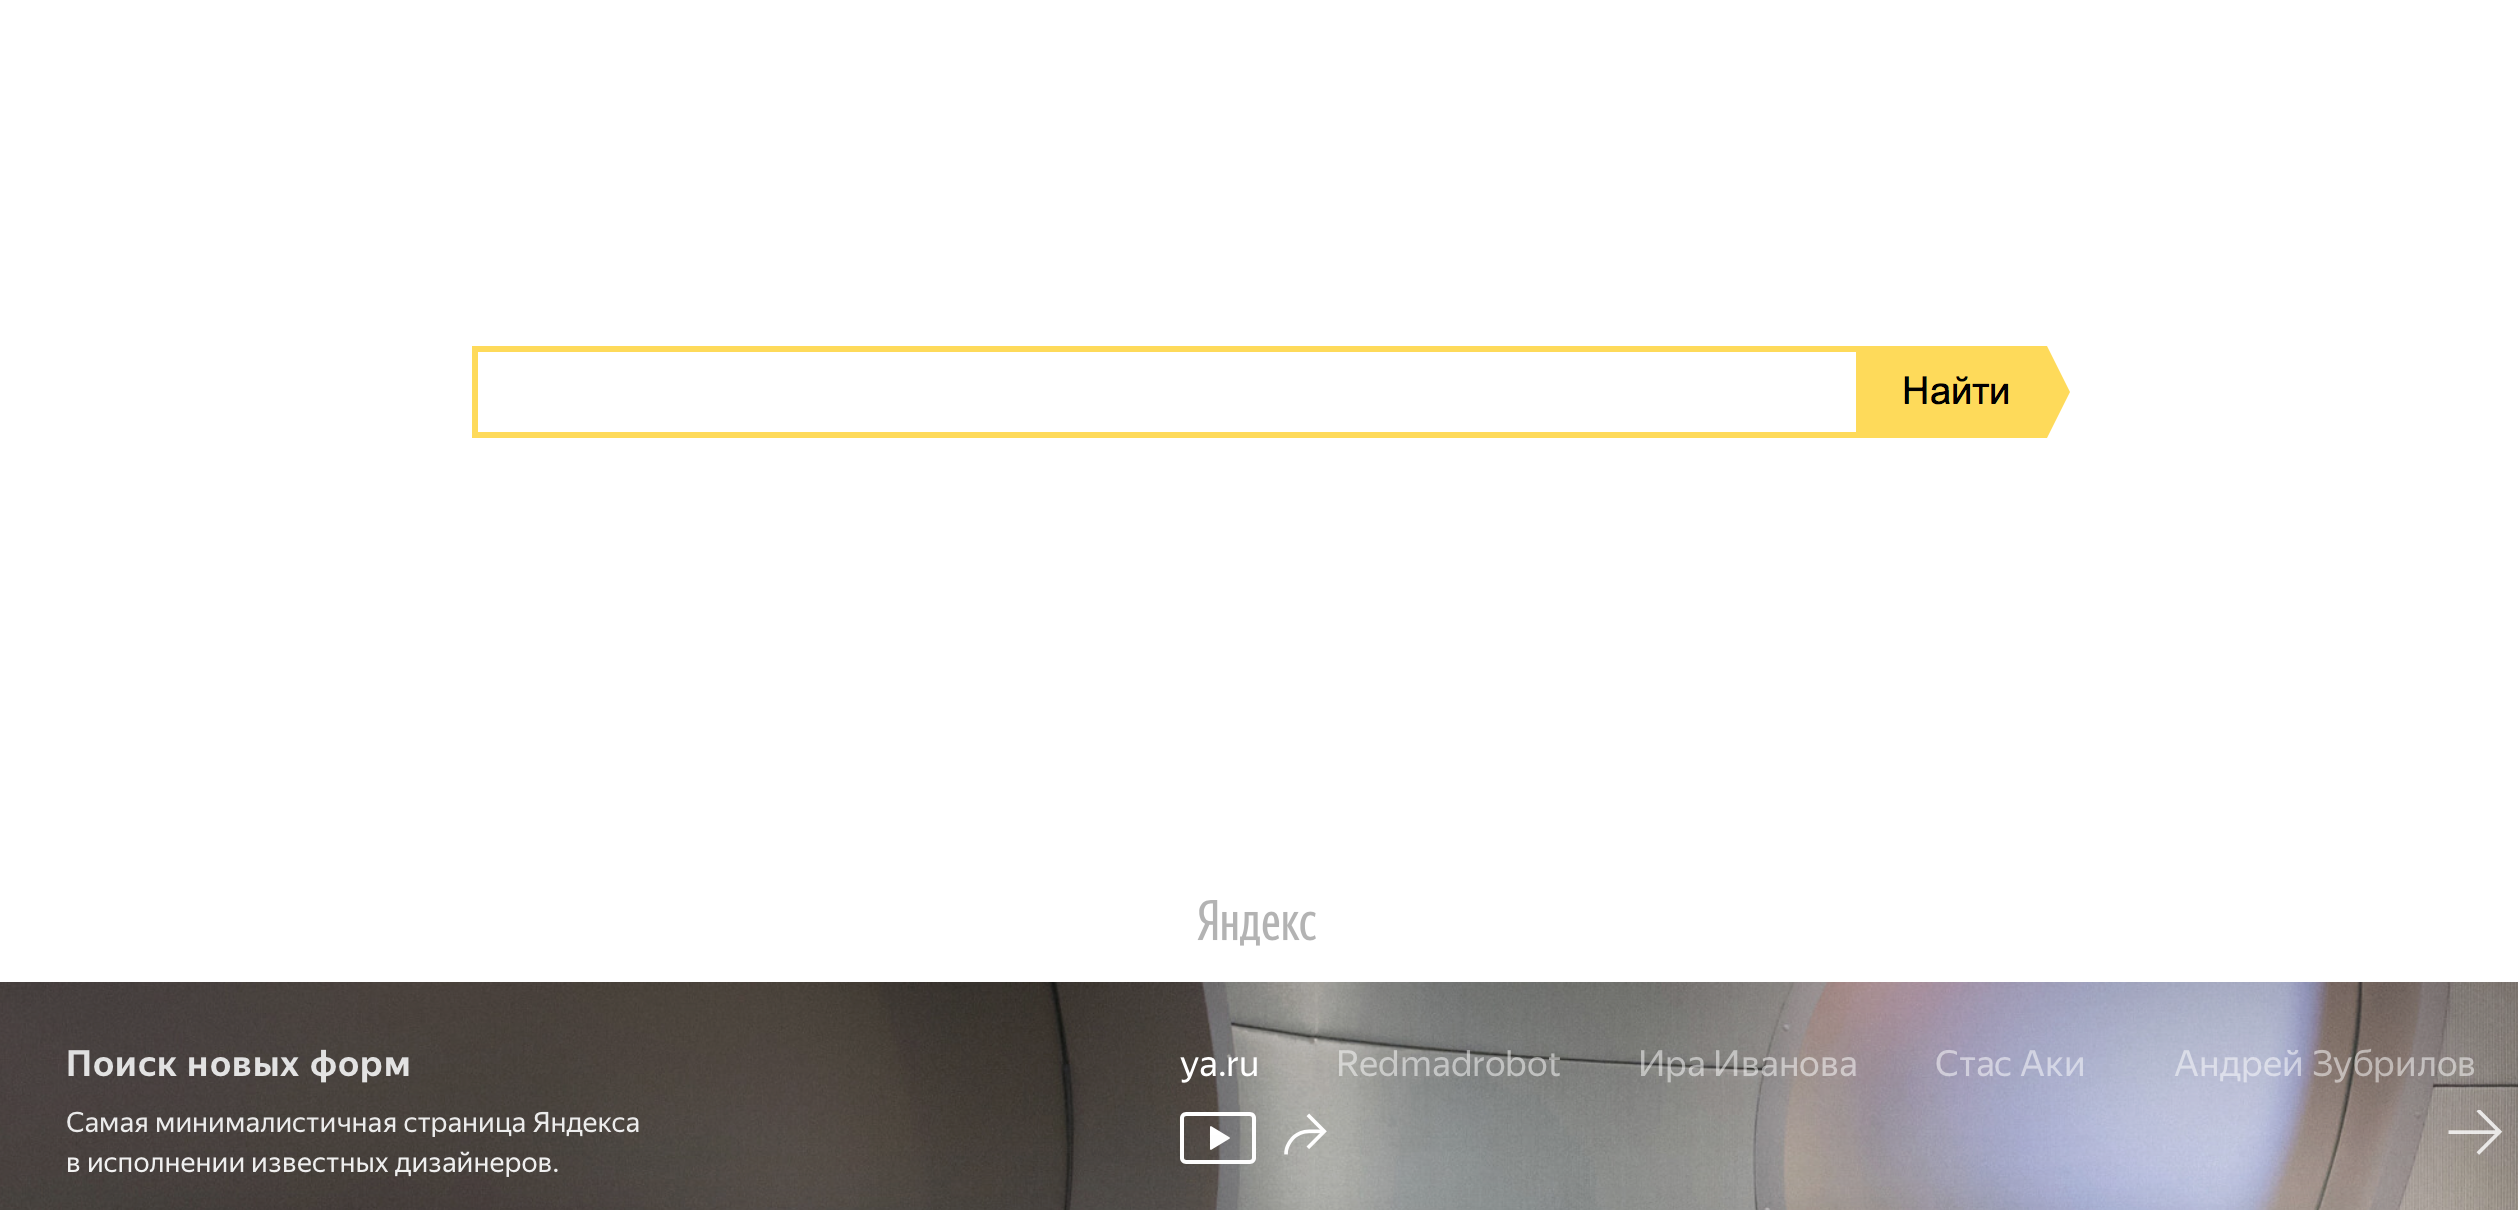 Найти
Яндекс
Поиск новых форм
Самая минималистичная страница Яндекса
в исполнении известных дизайнеров.
ya.ru
Redmadrobot
Ира Иванова
Стас Аки
Андрей Зубрилов